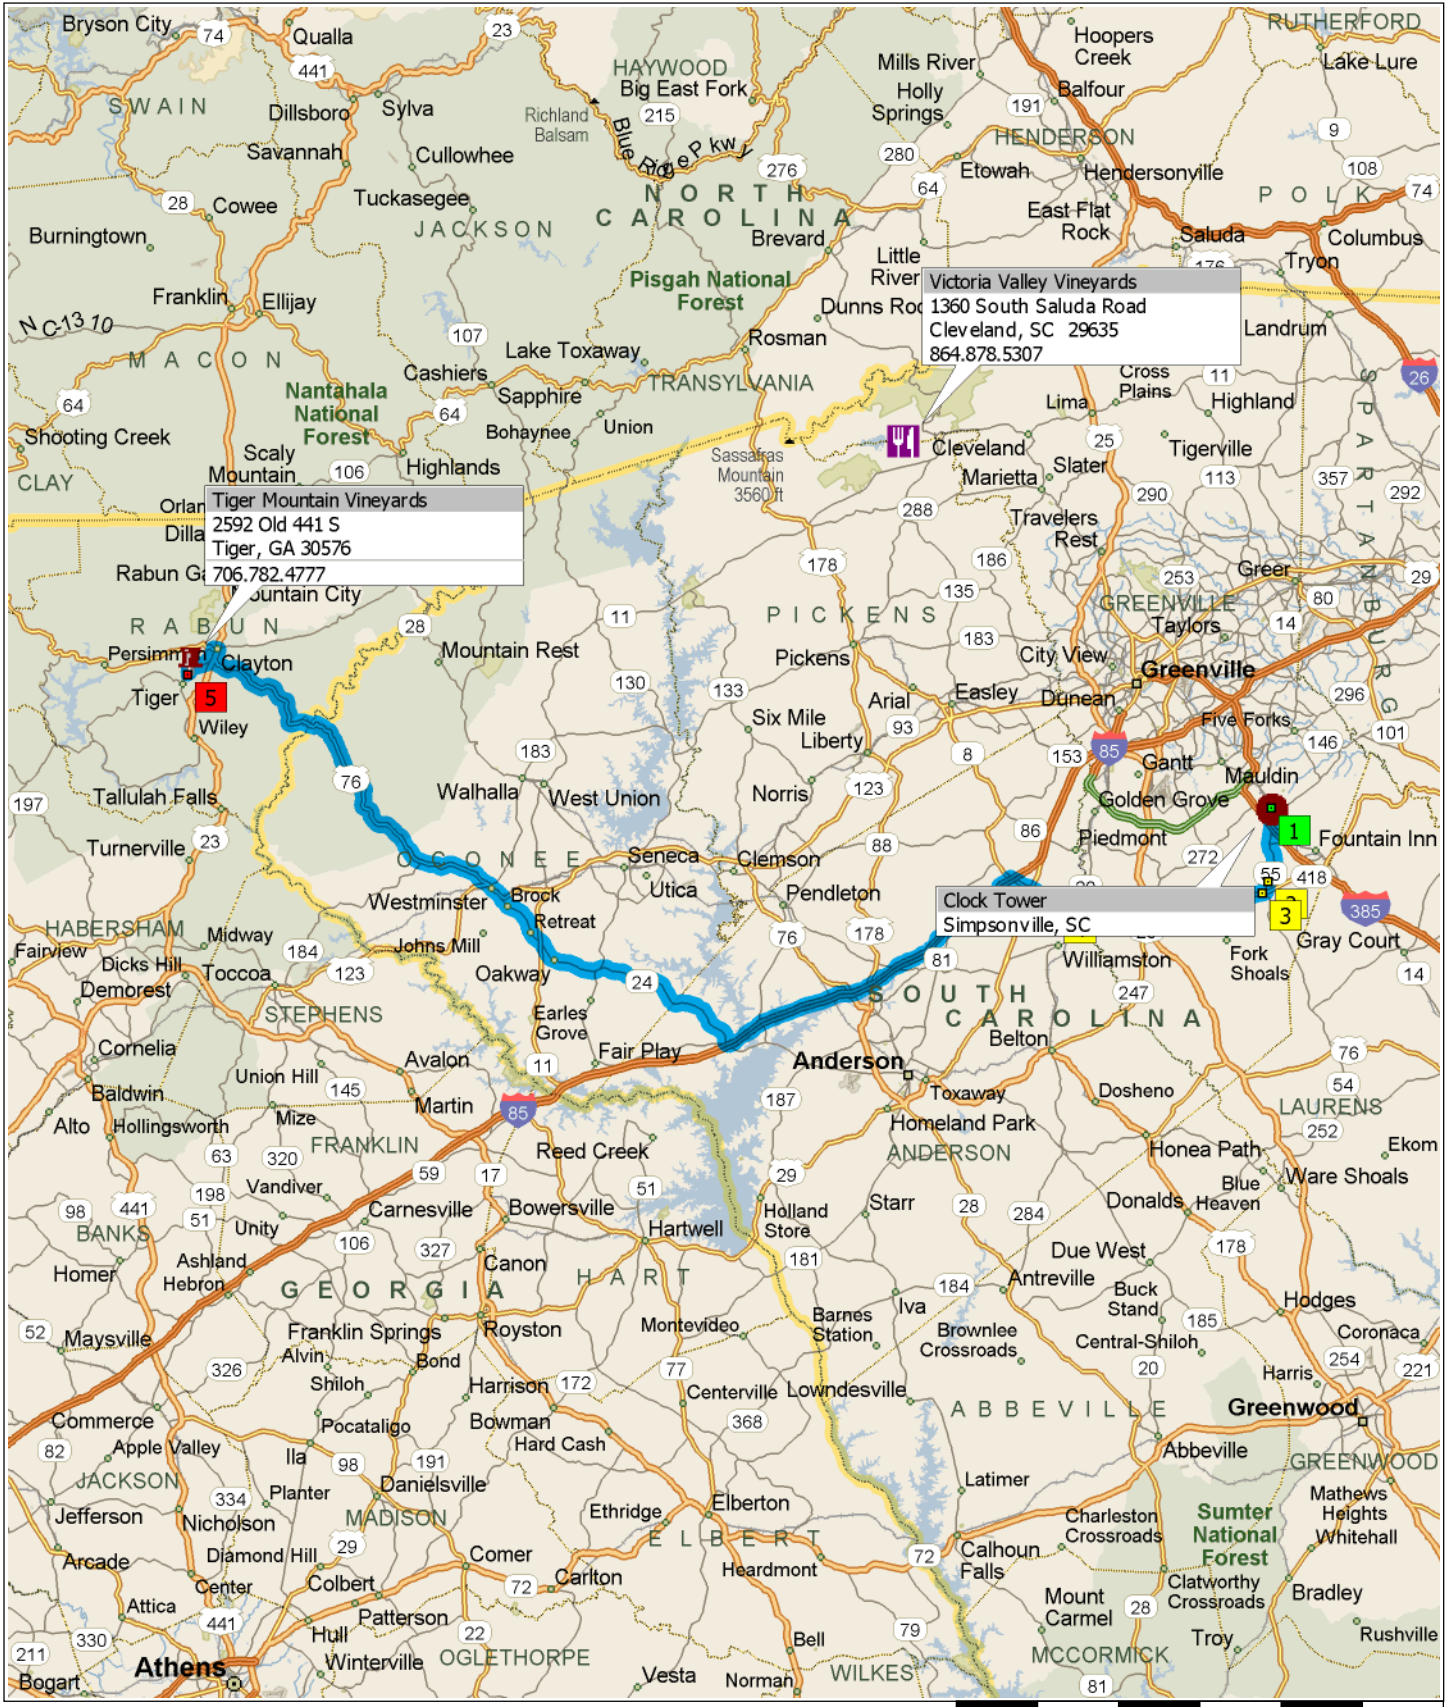 Bryson City
74
Qualla
23
441
HAYWOOD
Big East Fork
Mills River
Holly
Springs
Hoopers
Creek
RUTHERFORD
Lake Lure
SWAIN
Dillsboro
Sylva
Richland
Balsam
215
Blue Ridge Pkwy
191
Balfour
HENDERSON
9
Savannah
Cullowhee
276
280
Etowah
Hendersonville
108
28
Cowee
Tuckasegee
NORTH
CAROLINA
64
East Flat
Rock
POLK
74
Burningtown
JACKSON
Brevard
Little
River
Saluda
176
Columbus
Tryon
Franklin
Ellijay
Pisgah National
Forest
Dunns Roc
Victoria Valley Vineyards
1360 South Saluda Road
Cleveland, SC 29635
864.878.5307
Landrum
NC-13 10
107
Rosman
MACON
Lake Toxaway
Cashiers
Sapphire
TRANSYLVANIA
Cross
Plains
11
26
Nantahala
National
Forest
64
64
Lima
Highland
SPARTANBURG
Shooting Creek
Bohaynee
Union
Scaly
Mountain
106
Highlands
Sassafras
Mountain
3560 ft
Cleveland
25
Tigerville
Marietta
Slater
CLAY
113
357
292
290
Orlan
Tiger Mountain Vineyards
2592 Old 441 S
Tiger, GA 30576
706.782.4777
Dilla
288
Travelers
Rest
Rabun Ga
Mountain City
178
186
253
Greer
29
RABUN
28
11
135
GREENVILLE
80
PICKENS
Taylors
14
Persimmon
Clayton
Mountain Rest
Pickens
183
City View
Greenville
Tiger
5
130
133
Arial
Easley
Dunean
296
Wiley
Six Mile
Liberty
93
Five Forks
146
101
76
183
8
153
85
Gantt
Mauldin
197
Tallulah Falls
Walhalla
West Union
Norris
123
Golden Grove
1
23
Turnerville
OCONEE
Seneca
Clemson
88
86
Piedmont
Fountain Inn
272
55
418
Utica
Westminster
Brock
Pendleton
Clock Tower
Simpsonville, SC
3
385
Retreat
HABERSHAM
Midway
Johns Mill
76
178
Gray Court
Fairview
184
Fork
Shoals
Dicks Hill
Toccoa
123
Oakway
24
81
Williamston
14
Demorest
SOUTH
CAROLINA
247
STEPHENS
Earles
Grove
Belton
Cornelia
Avalon
Fair Play
Anderson
76
Union Hill
11
Baldwin
145
Toxaway
Dosheno
54
Martin
85
187
LAURENS
Alto
Hollingsworth
Mize
Homeland Park
252
FRANKLIN
Reed Creek
ANDERSON
Honea Path
Ekom
63
320
59
17
29
Ware Shoals
Vandiver
Blue
Heaven
198
51
Starr
Donalds
98
441
51
Carnesville
Bowersville
Holland
Store
28
284
BANKS
Unity
Hartwell
106
327
181
Due West
178
Homer
Ashland
Hebron
Canon
HART
184
Antreville
GEORGIA
Buck
Stand
Iva
Hodges
52
Maysville
Franklin Springs
Royston
Montevideo
Barnes
Station
Brownlee
Crossroads
185
Coronaca
Central-Shiloh
Alvin
Bond
326
Shiloh
Harrison
172
77
20
254
221
Harris
Centerville
Lowndesville
Commerce
Pocataligo
Bowman
ABBEVILLE
Greenwood
368
82
Apple Valley
Ila
Hard Cash
Abbeville
98
191
GREENWOOD
JACKSON
Danielsville
Latimer
334
Planter
Mathews
Heights
Jefferson
Nicholson
MADISON
Ethridge
Elberton
Charleston
Crossroads
Sumter
National
Forest
Whitehall
29
ELBERT
Arcade
Diamond Hill
Comer
72
Calhoun
Falls
Center
Colbert
72
Carlton
Heardmont
Clatworthy
Crossroads
Bradley
Attica
441
Patterson
Mount
Carmel
28
330
Hull
22
79
Troy
Rushville
211
Athens
Winterville
OGLETHORPE
Bell
MCCORMICK
Bogart
Vesta
Norman
WILKES
81